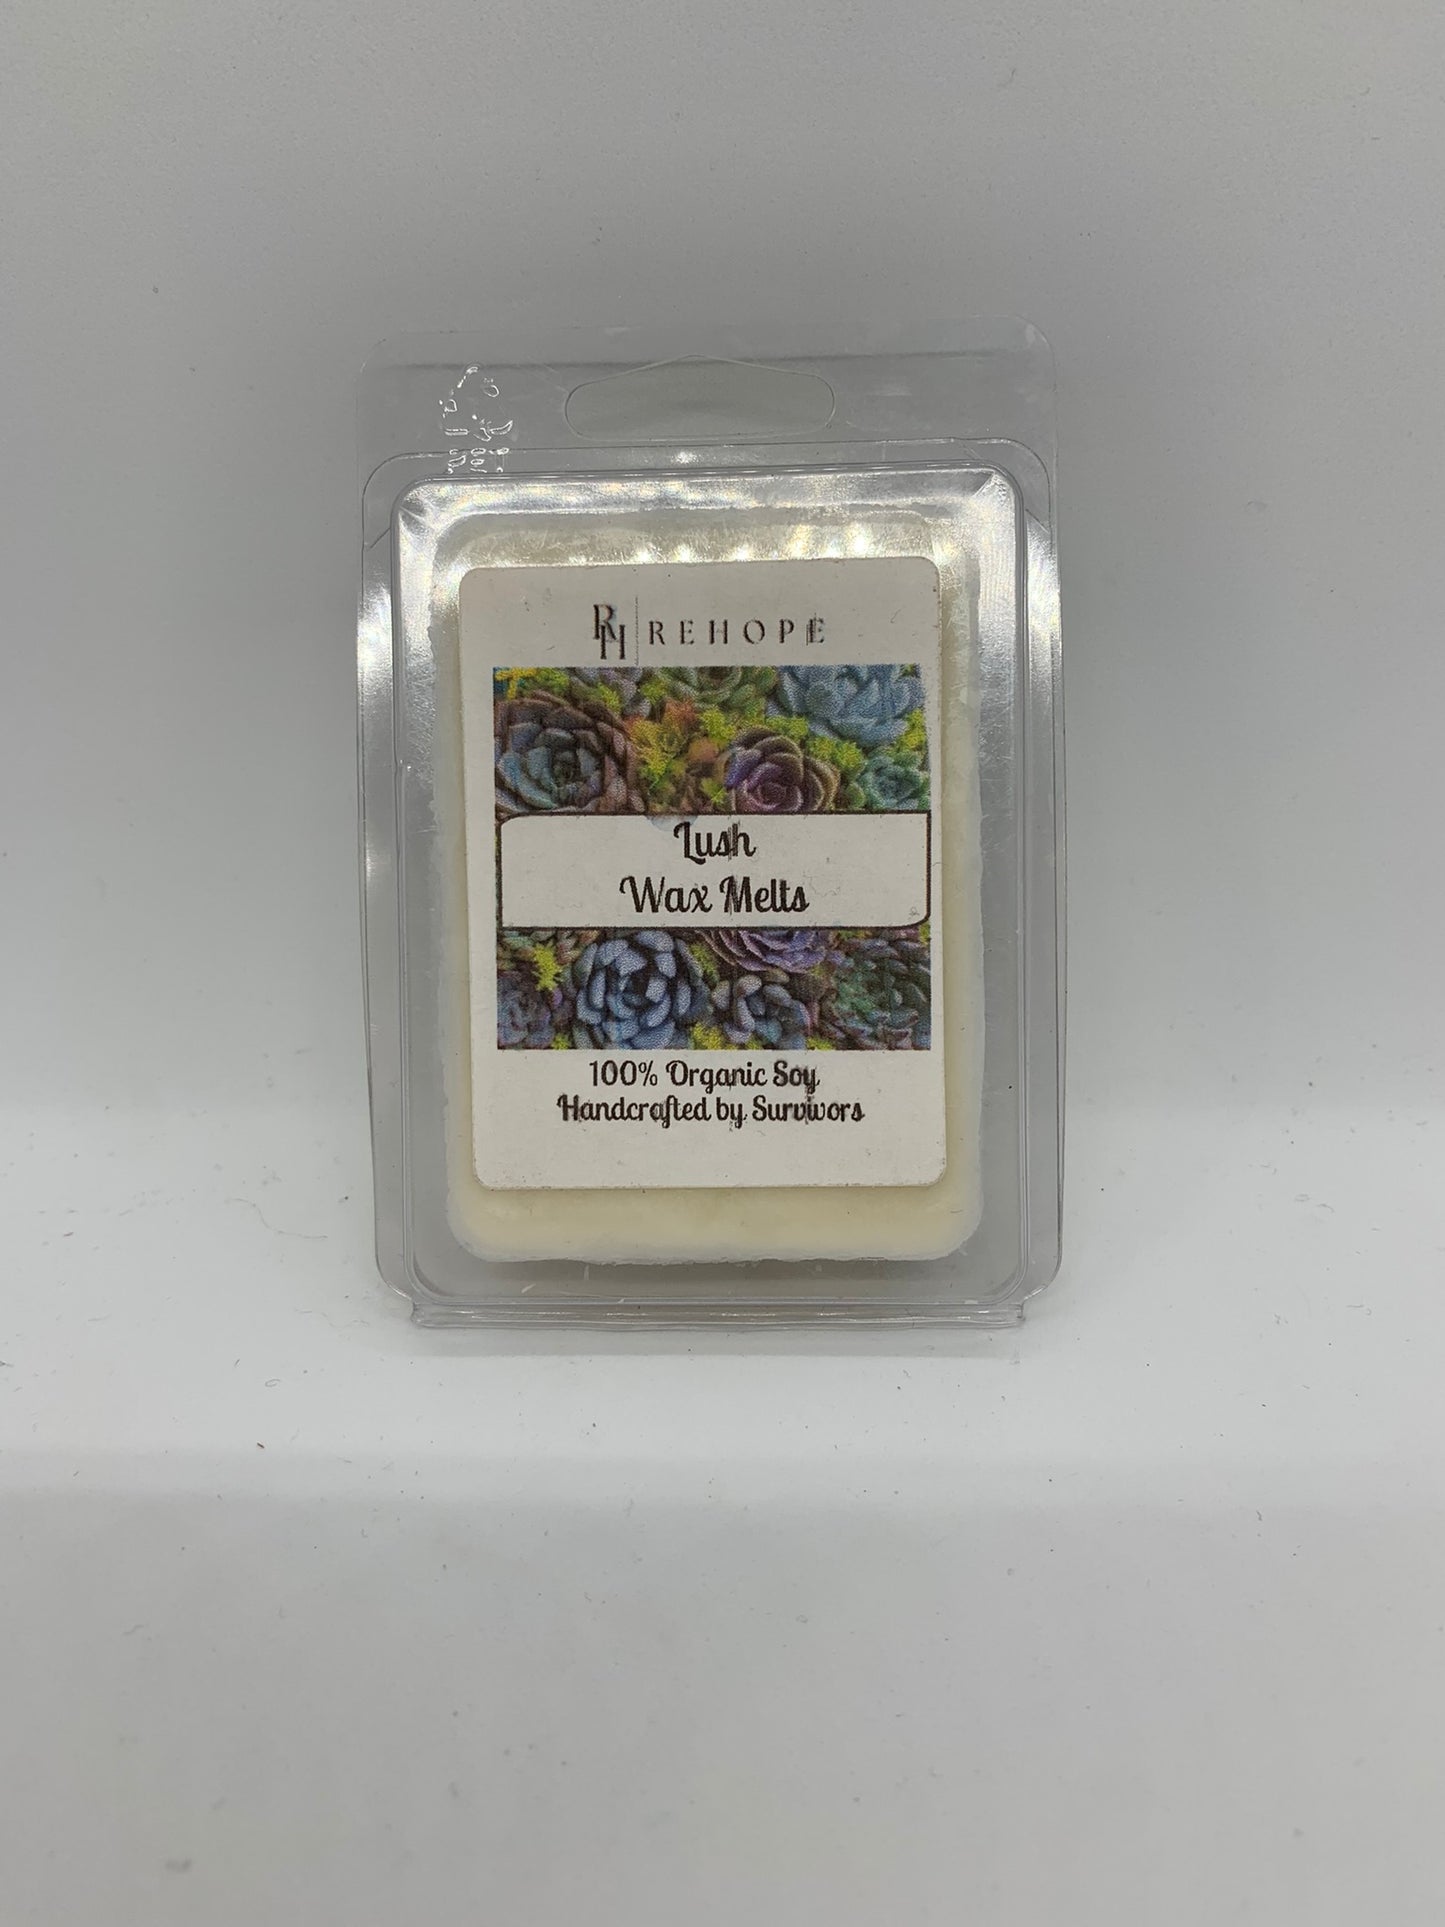 RH REHOPE
Lush
Wax Melts
100% Organic Soy
Handcrafted by Survivors